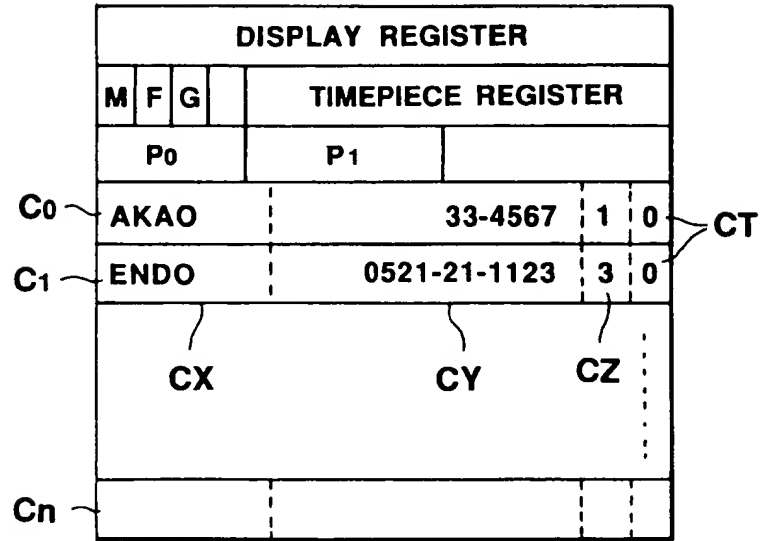 DISPLAY REGISTER
M F G TIMEPIECE REGISTER
P0 P1
C0 AKAO 33-4567 1 0 CT
C1 ENDO 0521-21-1123 3 0
CX CY CZ
Cn